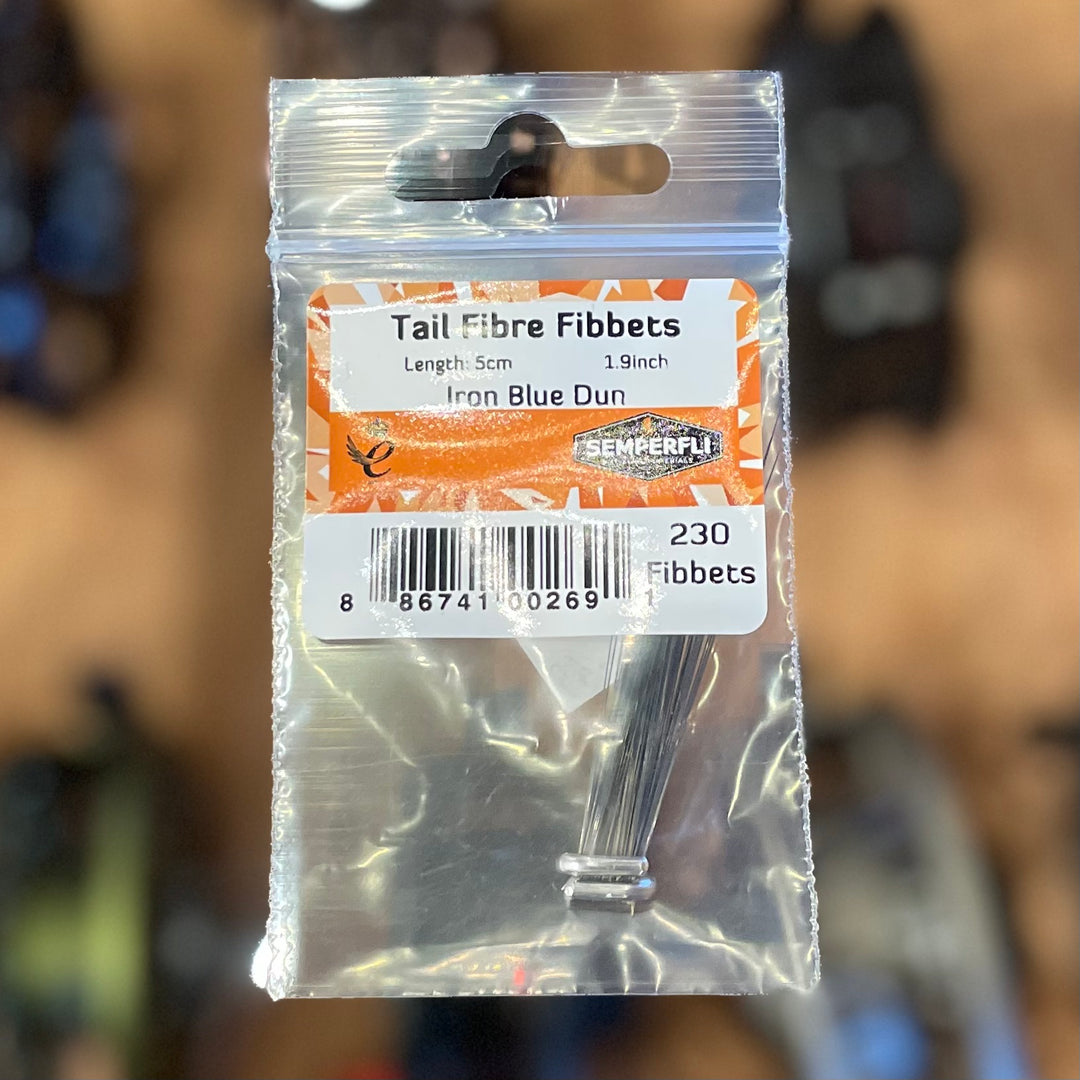 Tail Fibre Fibbets
Length: 5cm 1.9inch
Iron Blue Dun
e SEMPERFLI
230
Fibbets
1
8 86741 00269